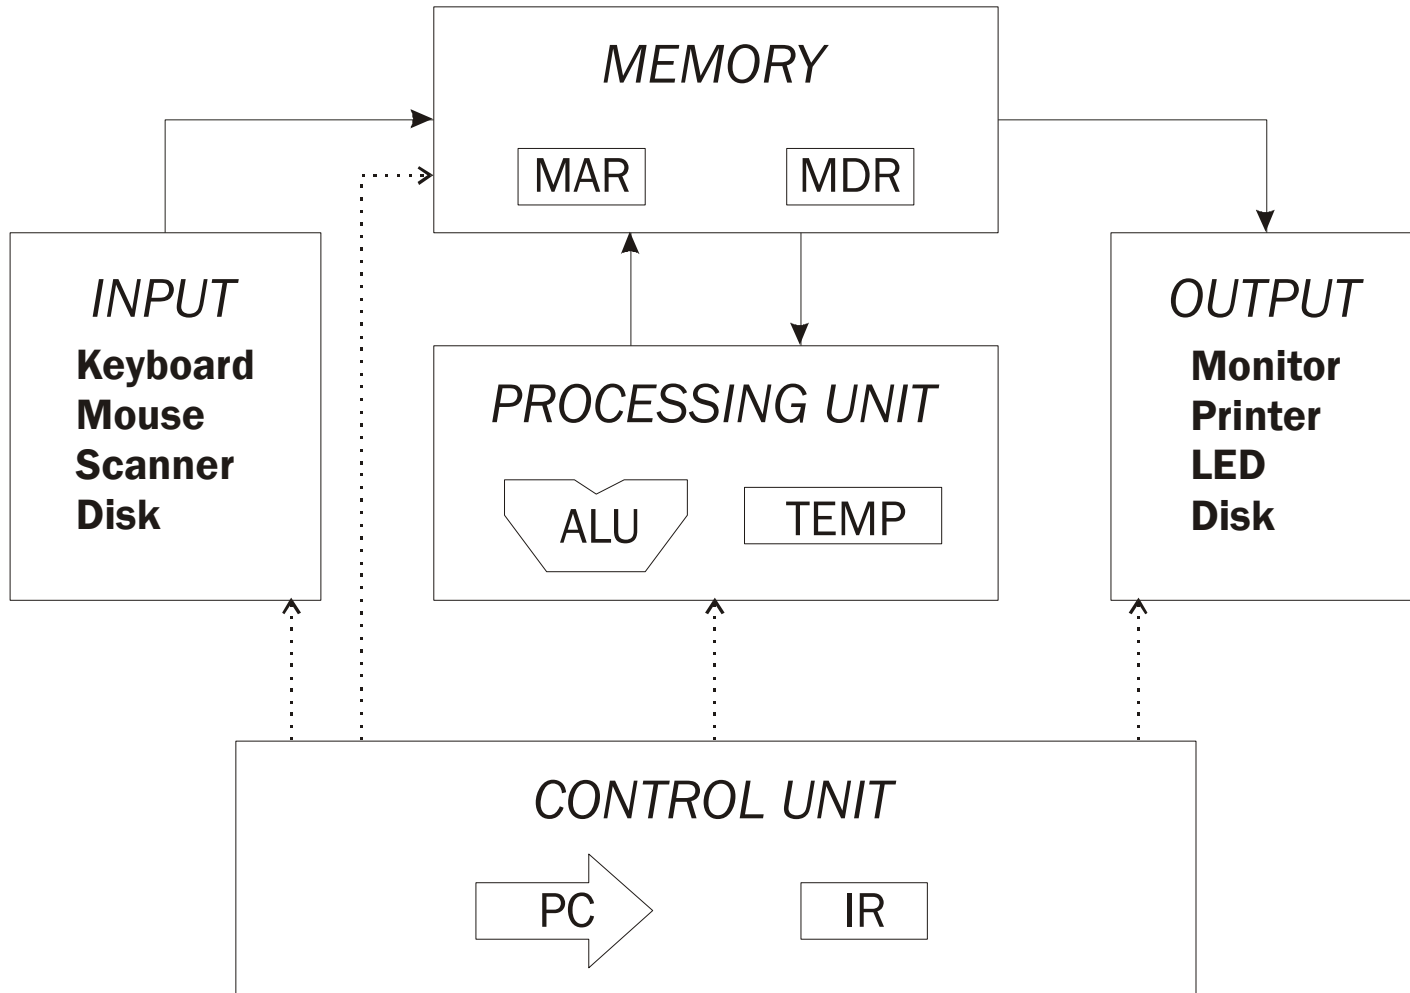 MEMORY
MAR
MDR
INPUT
Keyboard
Mouse
Scanner
Disk
PROCESSING UNIT
ALU
TEMP
OUTPUT
Monitor
Printer
LED
Disk
CONTROL UNIT
PC
IR